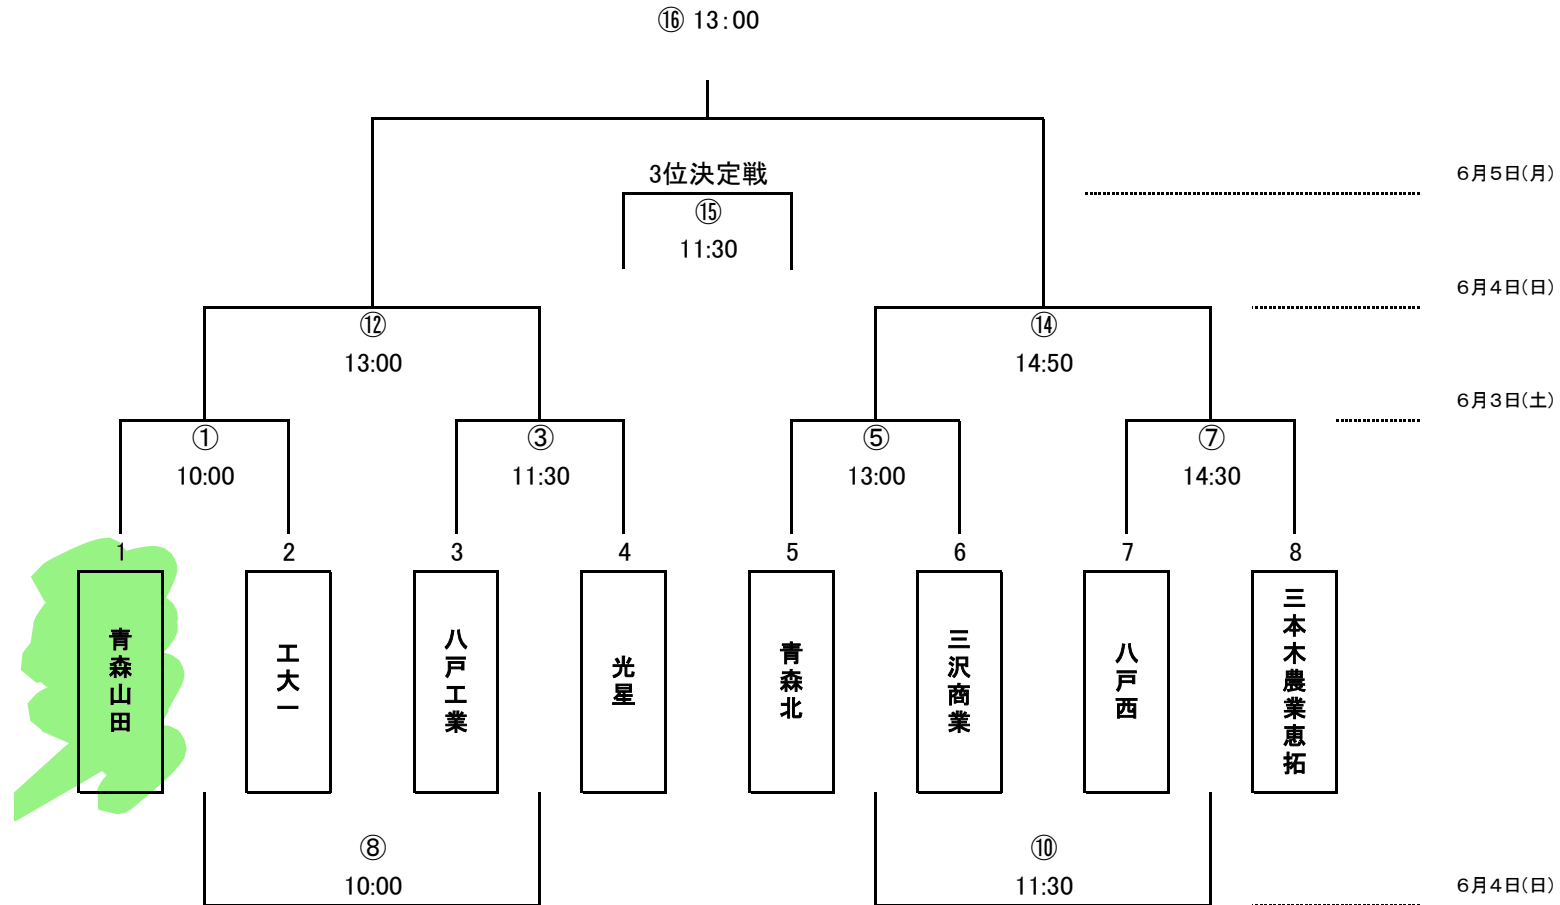 ⑯ 13:00
3位決定戦
6月5日(月)
⑮
11:30
6月4日(日)
⑫
⑭
13:00
14:50
6月3日(土)
①
③
⑤
⑦
10:00
11:30
13:00
14:30
1
2
3
4
5
6
7
8
青森山田
工大一
八戸工業
光星
青森北
三沢商業
八戸西
三本木農業恵拓
⑧
⑩
10:00
11:30
6月4日(日)